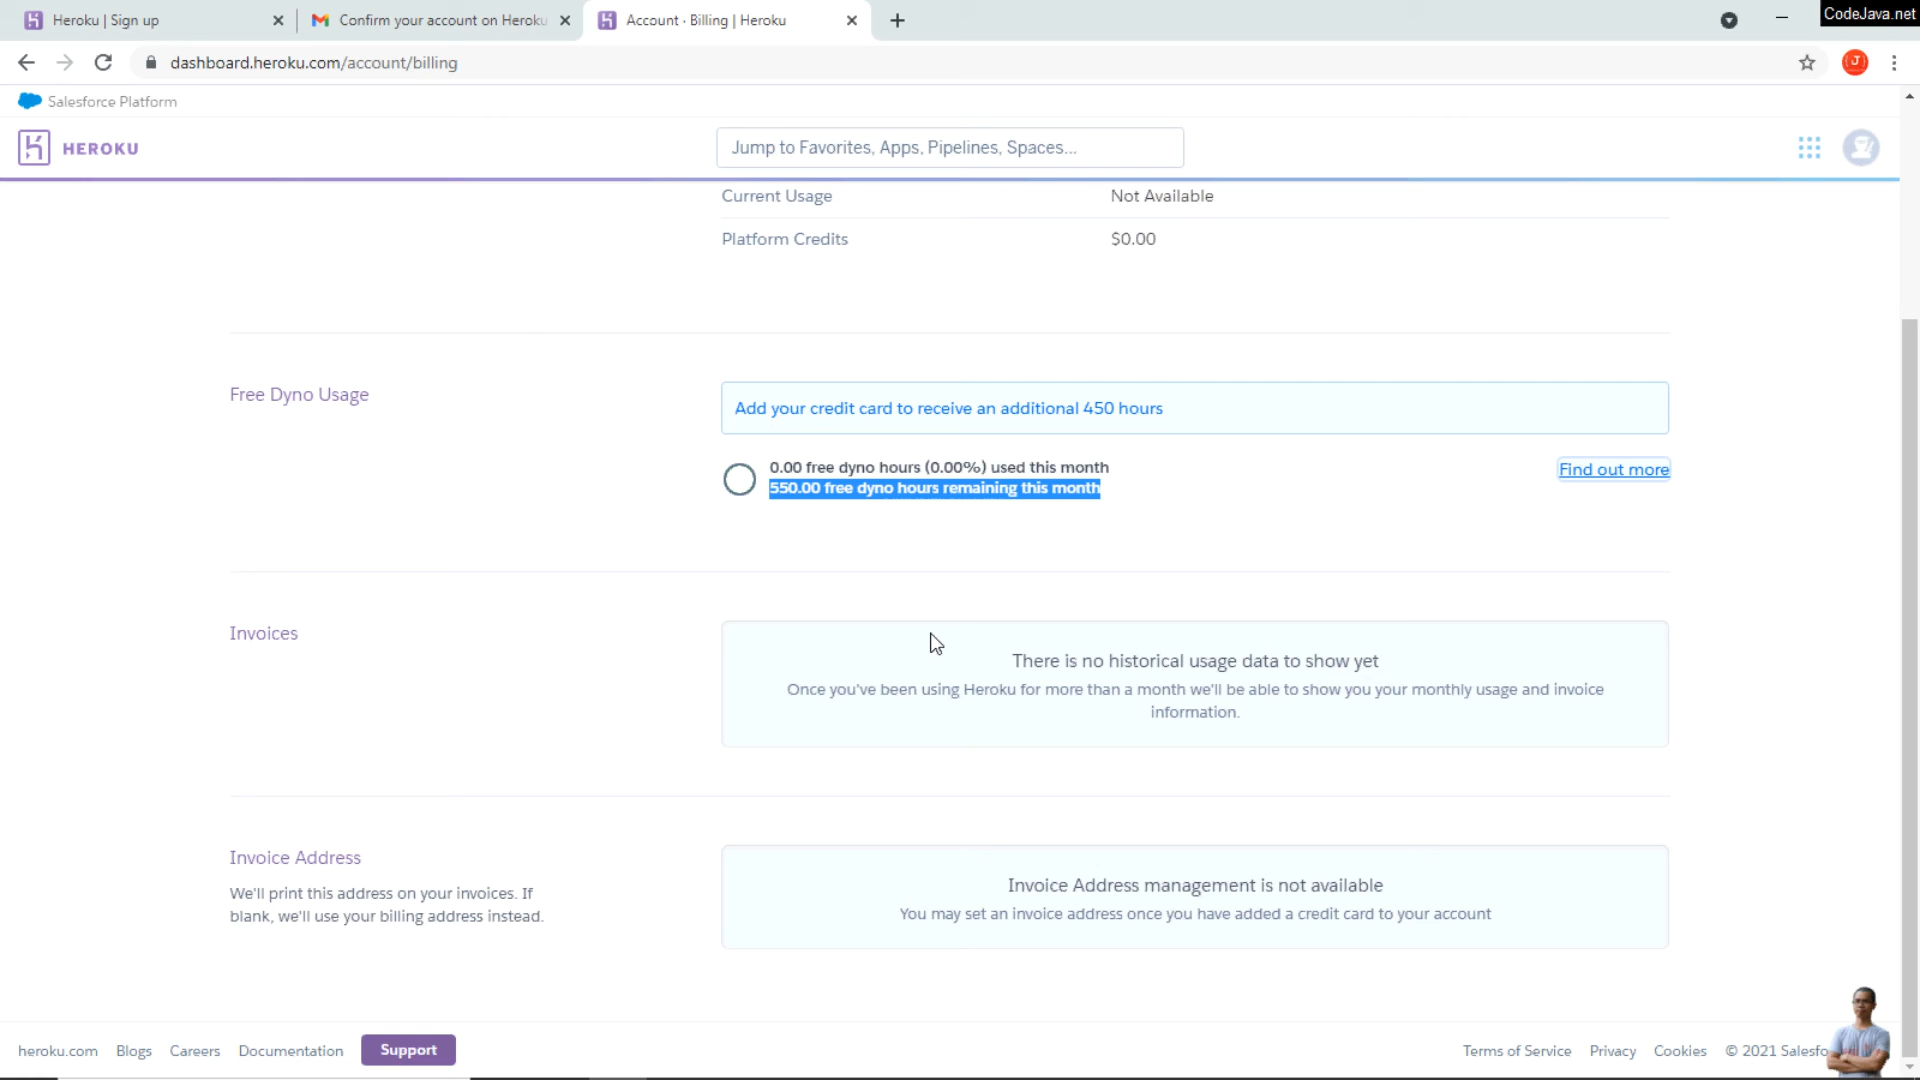 Heroku | Sign up
Confirm your account on Heroku
Account · Billing | Heroku
CodeJava.net
dashboard.heroku.com/account/billing
Salesforce Platform
HEROKU
Jump to Favorites, Apps, Pipelines, Spaces...
Current Usage
Not Available
Platform Credits
$0.00
Free Dyno Usage
Add your credit card to receive an additional 450 hours
0.00 free dyno hours (0.00%) used this month
550.00 free dyno hours remaining this month
Find out more
Invoices
There is no historical usage data to show yet
Once you've been using Heroku for more than a month we'll be able to show you your monthly usage and invoice
information.
Invoice Address
We'll print this address on your invoices. If
blank, we'll use your billing address instead.
Invoice Address management is not available
You may set an invoice address once you have added a credit card to your account
heroku.com
Blogs
Careers
Documentation
Support
Terms of Service
Privacy
Cookies
© 2021 Salesfo